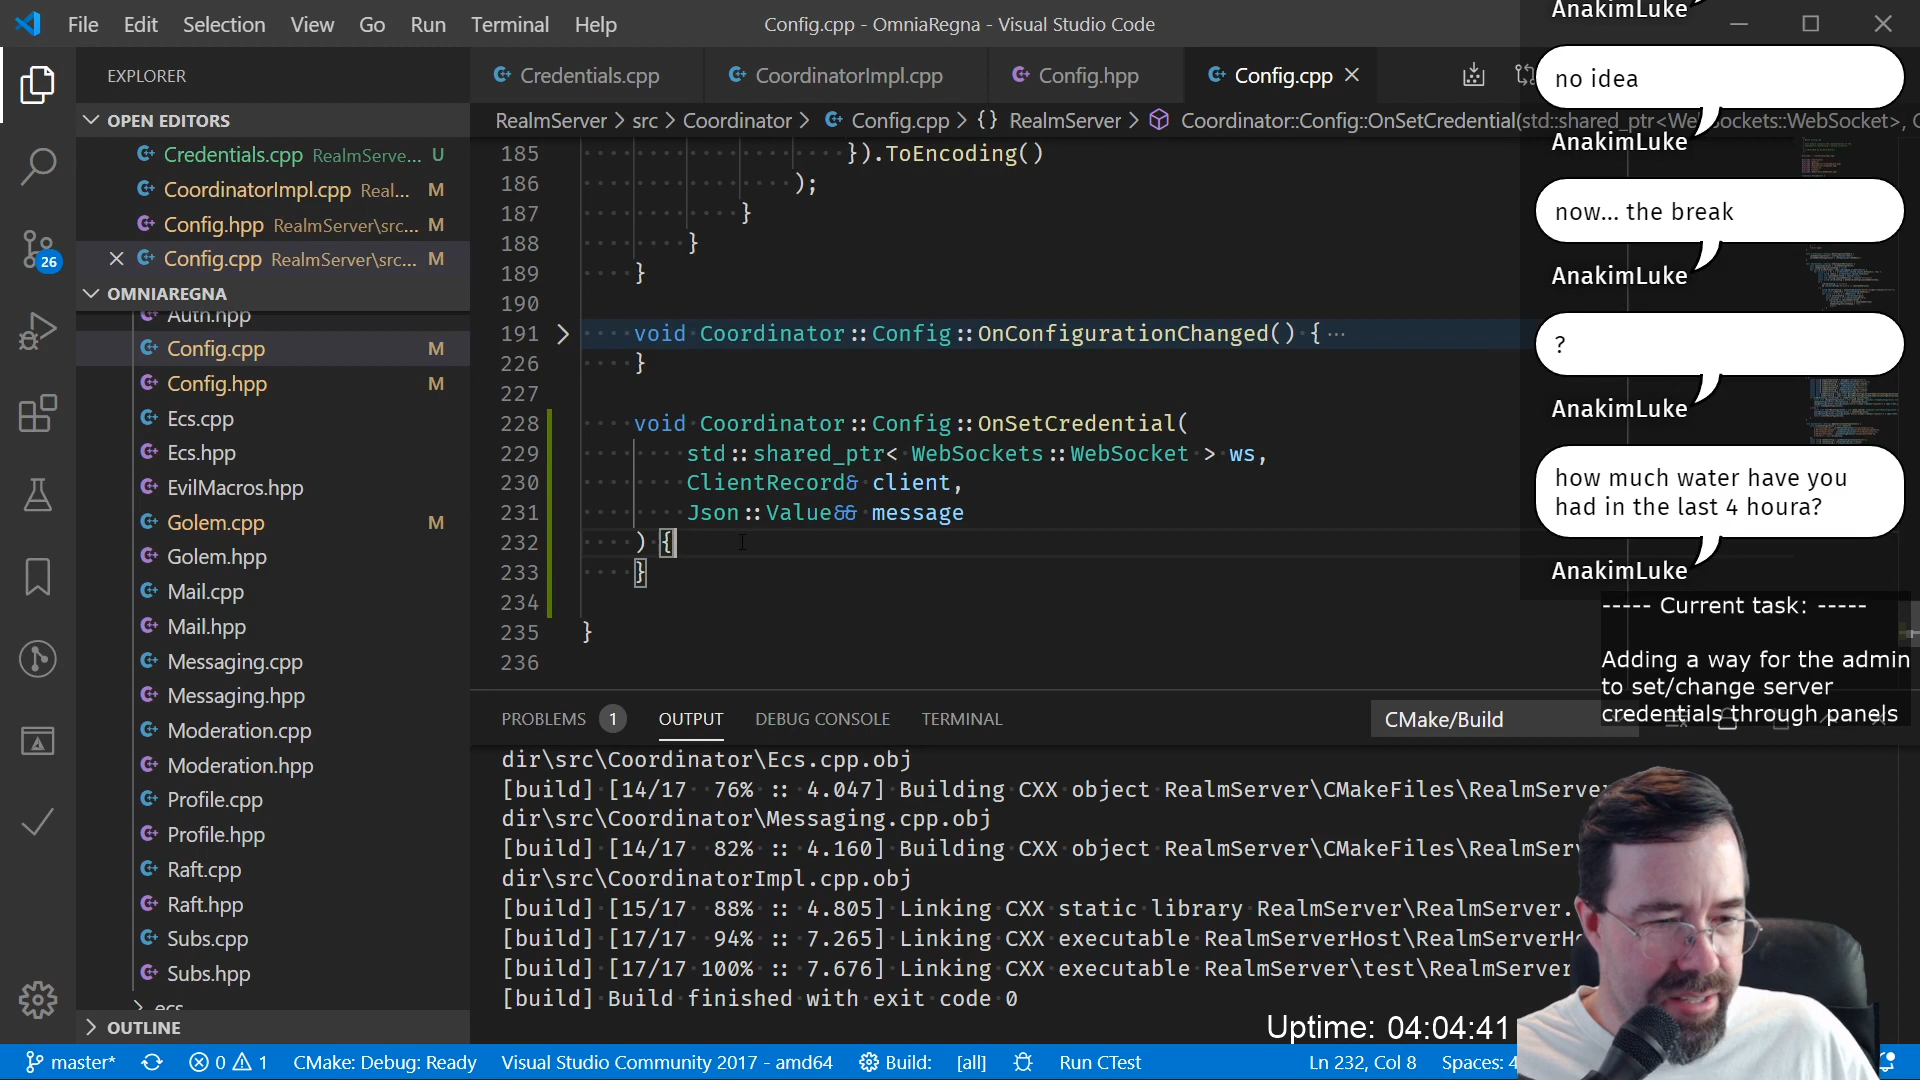 File Edit Selection View Go Run Terminal Help
Config.cpp - OmniaRegna - Visual Studio Code
AnakimLuke
EXPLORER
Credentials.cpp
CoordinatorImpl.cpp
Config.hpp
Config.cpp
no idea
OPEN EDITORS
RealmServer > src > Coordinator > Config.cpp > {} RealmServer > Coordinator::Config::OnSetCredential(std::shared_ptr<WebSockets::WebSocket>, C
AnakimLuke
Credentials.cpp RealmServe... U
CoordinatorImpl.cpp Real... M
Config.hpp RealmServer\src... M
Config.cpp RealmServer\src... M
26
OMNIAREGNA
Auth.hpp
Config.cpp M
Config.hpp M
Ecs.cpp
Ecs.hpp
EvilMacros.hpp
Golem.cpp M
Golem.hpp
Mail.cpp
Mail.hpp
Messaging.cpp
Messaging.hpp
Moderation.cpp
Moderation.hpp
Profile.cpp
Profile.hpp
Raft.cpp
Raft.hpp
Subs.cpp
Subs.hpp
ecs
OUTLINE
185 }).ToEncoding()
186 );
187 }
188 }
189 }
190
191 void Coordinator::Config::OnConfigurationChanged() { ...
226 }
227
228 void Coordinator::Config::OnSetCredential(
229 std::shared_ptr< WebSockets::WebSocket > ws,
230 ClientRecord& client,
231 Json::Value&& message
232 ) {
233 }
234
235 }
236
now... the break
AnakimLuke
?
AnakimLuke
how much water have you
had in the last 4 houra?
AnakimLuke
----- Current task: -----
Adding a way for the admin
to set/change server
credentials through panels
PROBLEMS 1 OUTPUT DEBUG CONSOLE TERMINAL
CMake/Build
dir\src\Coordinator\Ecs.cpp.obj
[build] [14/17 76% :: 4.047] Building CXX object RealmServer\CMakeFiles\RealmServer
dir\src\Coordinator\Messaging.cpp.obj
[build] [14/17 82% :: 4.160] Building CXX object RealmServer\CMakeFiles\RealmServ
dir\src\CoordinatorImpl.cpp.obj
[build] [15/17 88% :: 4.805] Linking CXX static library RealmServer\RealmServer.
[build] [17/17 94% :: 7.265] Linking CXX executable RealmServerHost\RealmServerHo
[build] [17/17 100% :: 7.676] Linking CXX executable RealmServer\test\RealmServer
[build] Build finished with exit code 0
Uptime: 04:04:41
master* 0 1 CMake: Debug: Ready Visual Studio Community 2017 - amd64 Build: [all] Run CTest Ln 232, Col 8 Spaces: 4